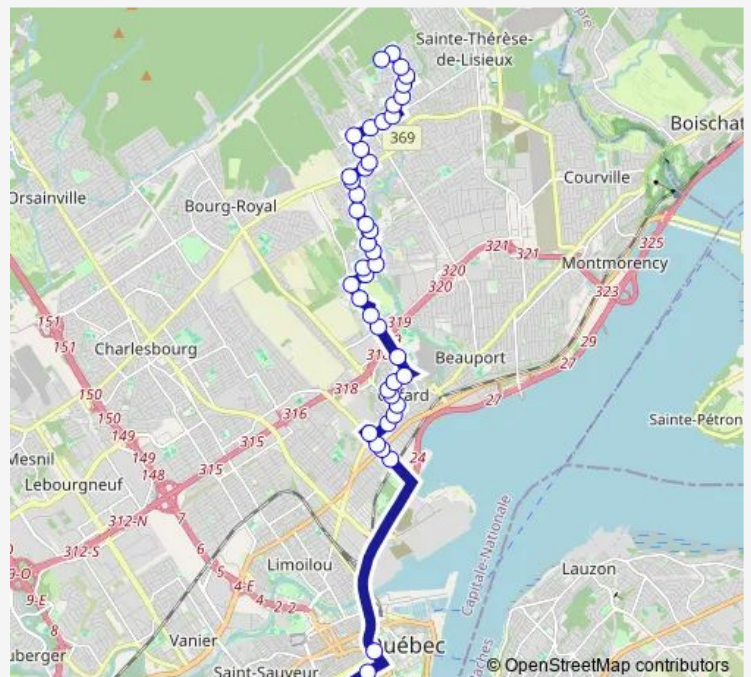 Sainte-Thérèse-
de-Lisieux
369
Boischat
Courville
Orsainville
Bourg-Royal
321
321
325
320
320
Montmorency
323
151
151
319
29
Charlesbourg
Beauport
27
318
150
316
27
150
315
Sainte-Pétron
149
149
24
Mesnil
315
148
Lebourgneuf
7
312-N
312-S
6
Capitale-Nationale
Limoilou
5
4-E
Lauzon
9-E
4
2
2
8
Vanier
Québec
uberger
Saint-Sauveur
© OpenStreetMap contributors